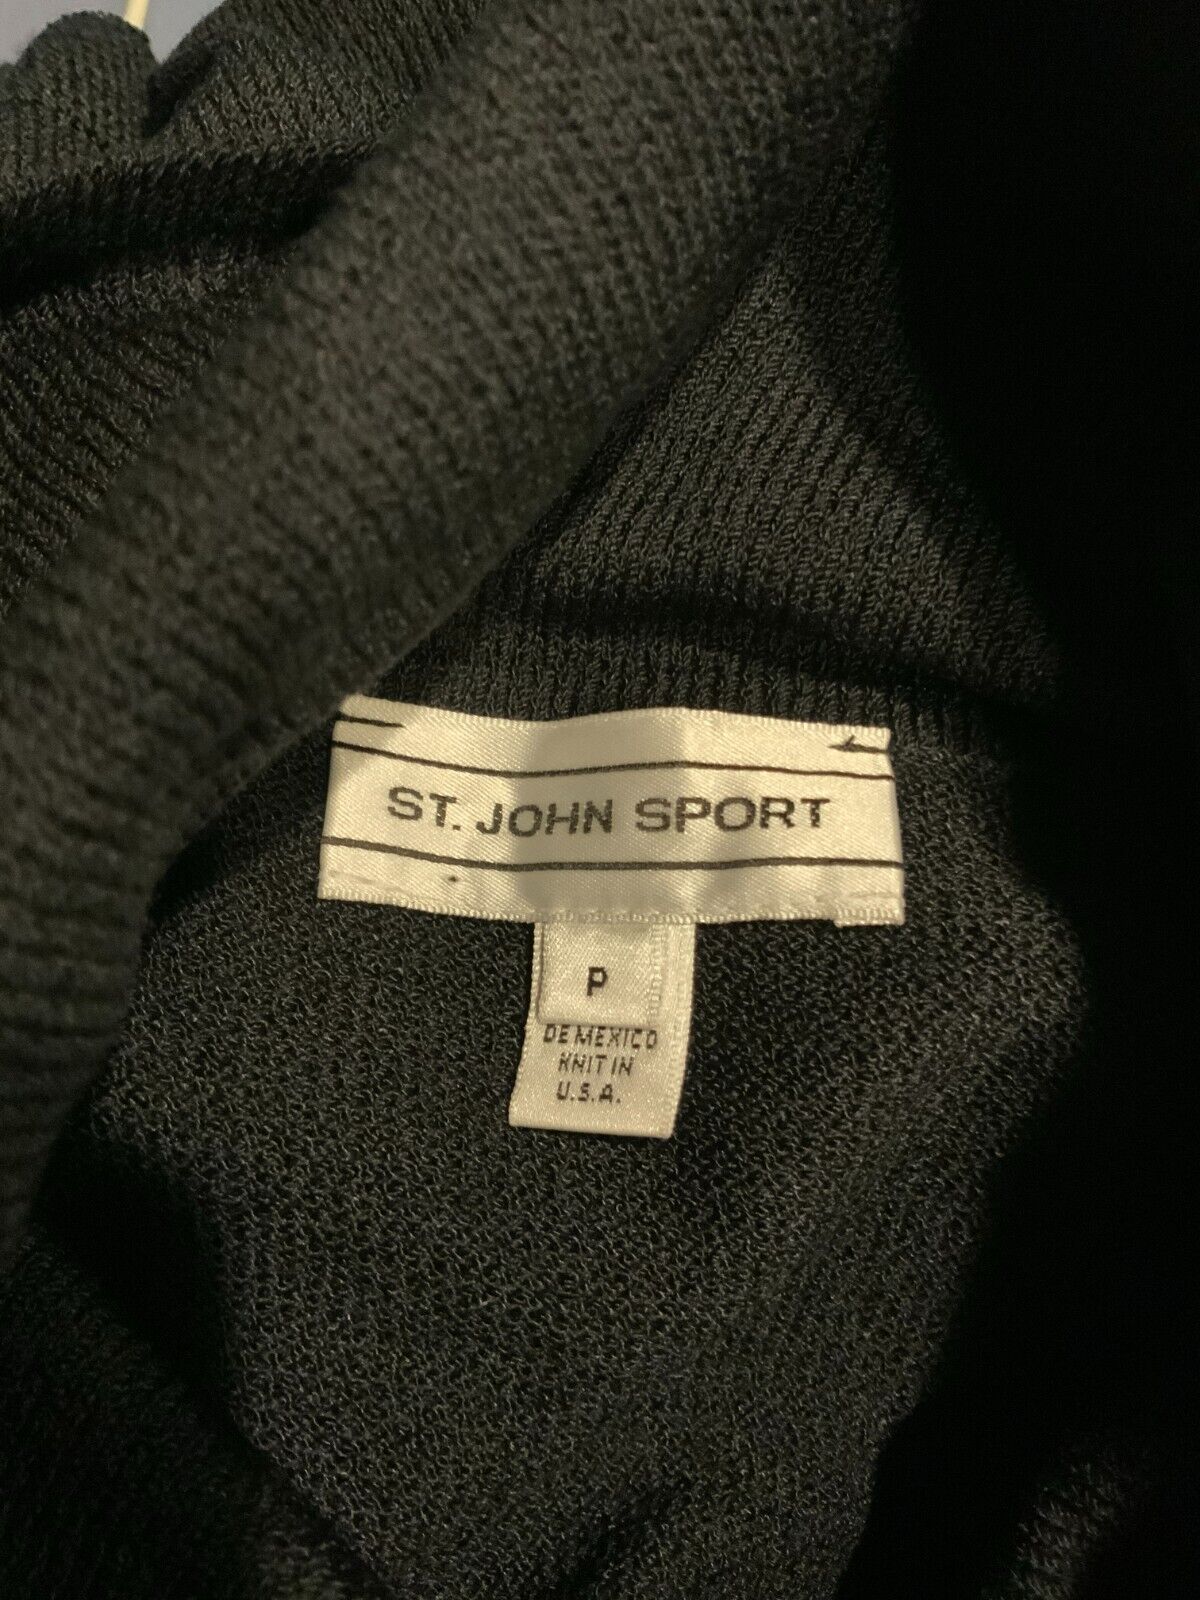 ST. JOHN SPORT
P
DE MEXICO
KNIT IN
U.S.A.